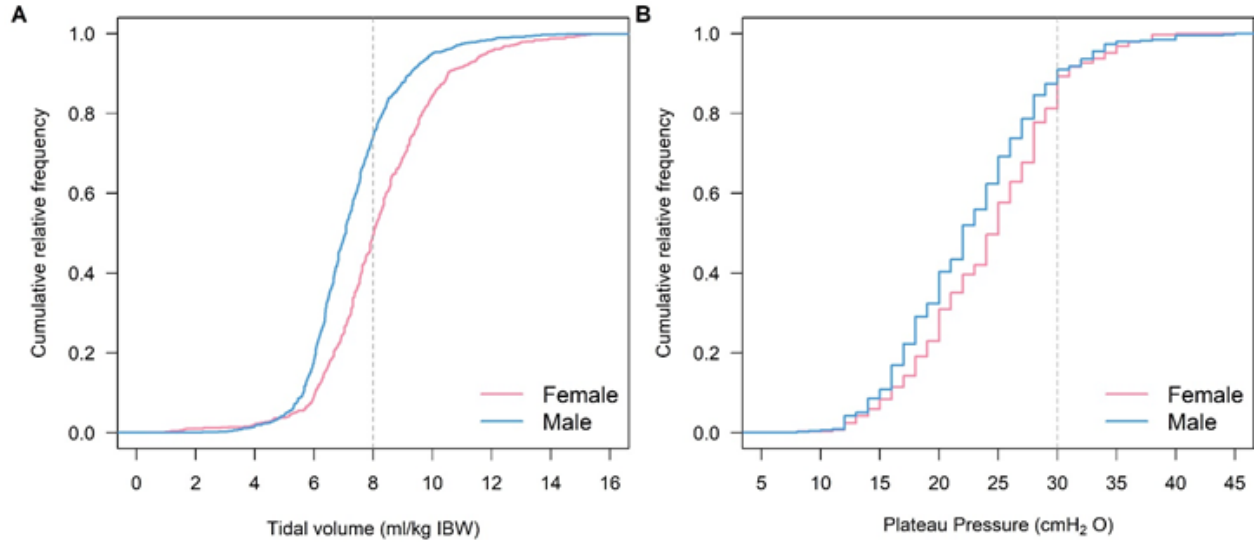 A
Cumulative relative frequency
1.0
0.8
0.6
0.4
0.2
0.0
Female
Male
0 2 4 6 8 10 12 14 16
Tidal volume (ml/kg IBW)
B
Cumulative relative frequency
1.0
0.8
0.6
0.4
0.2
0.0
Female
Male
5 10 15 20 25 30 35 40 45
Plateau Pressure (cmH₂ O)